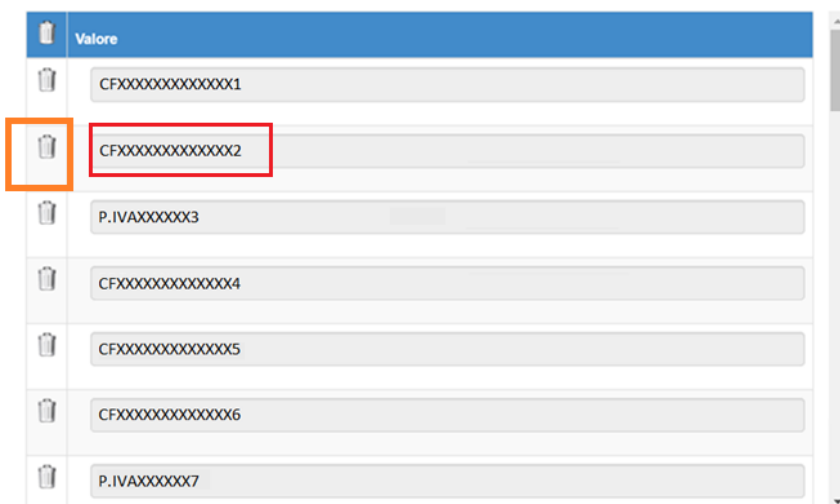 Valore
CFXXXXXXXXXXXXX1
CFXXXXXXXXXXXXX2
P.IVAXXXXXX3
CFXXXXXXXXXXXXX4
CFXXXXXXXXXXXXX5
CFXXXXXXXXXXXXX6
P.IVAXXXXXX7